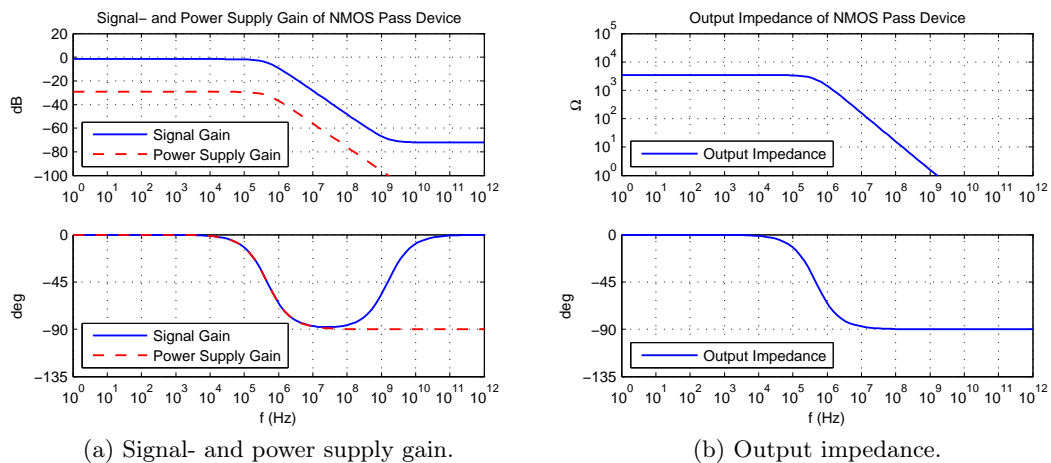 Signal− and Power Supply Gain of NMOS Pass Device
20
0
−20
−40
−60
−80
−100
dB
Signal Gain
Power Supply Gain
10^0 10^1 10^2 10^3 10^4 10^5 10^6 10^7 10^8 10^9 10^10 10^11 10^12
0
−45
−90
−135
deg
Signal Gain
Power Supply Gain
10^0 10^1 10^2 10^3 10^4 10^5 10^6 10^7 10^8 10^9 10^10 10^11 10^12
f (Hz)
(a) Signal- and power supply gain.
Output Impedance of NMOS Pass Device
10^5
10^4
10^3
10^2
10^1
10^0
Ω
Output Impedance
10^0 10^1 10^2 10^3 10^4 10^5 10^6 10^7 10^8 10^9 10^10 10^11 10^12
0
−45
−90
−135
deg
Output Impedance
10^0 10^1 10^2 10^3 10^4 10^5 10^6 10^7 10^8 10^9 10^10 10^11 10^12
f (Hz)
(b) Output impedance.